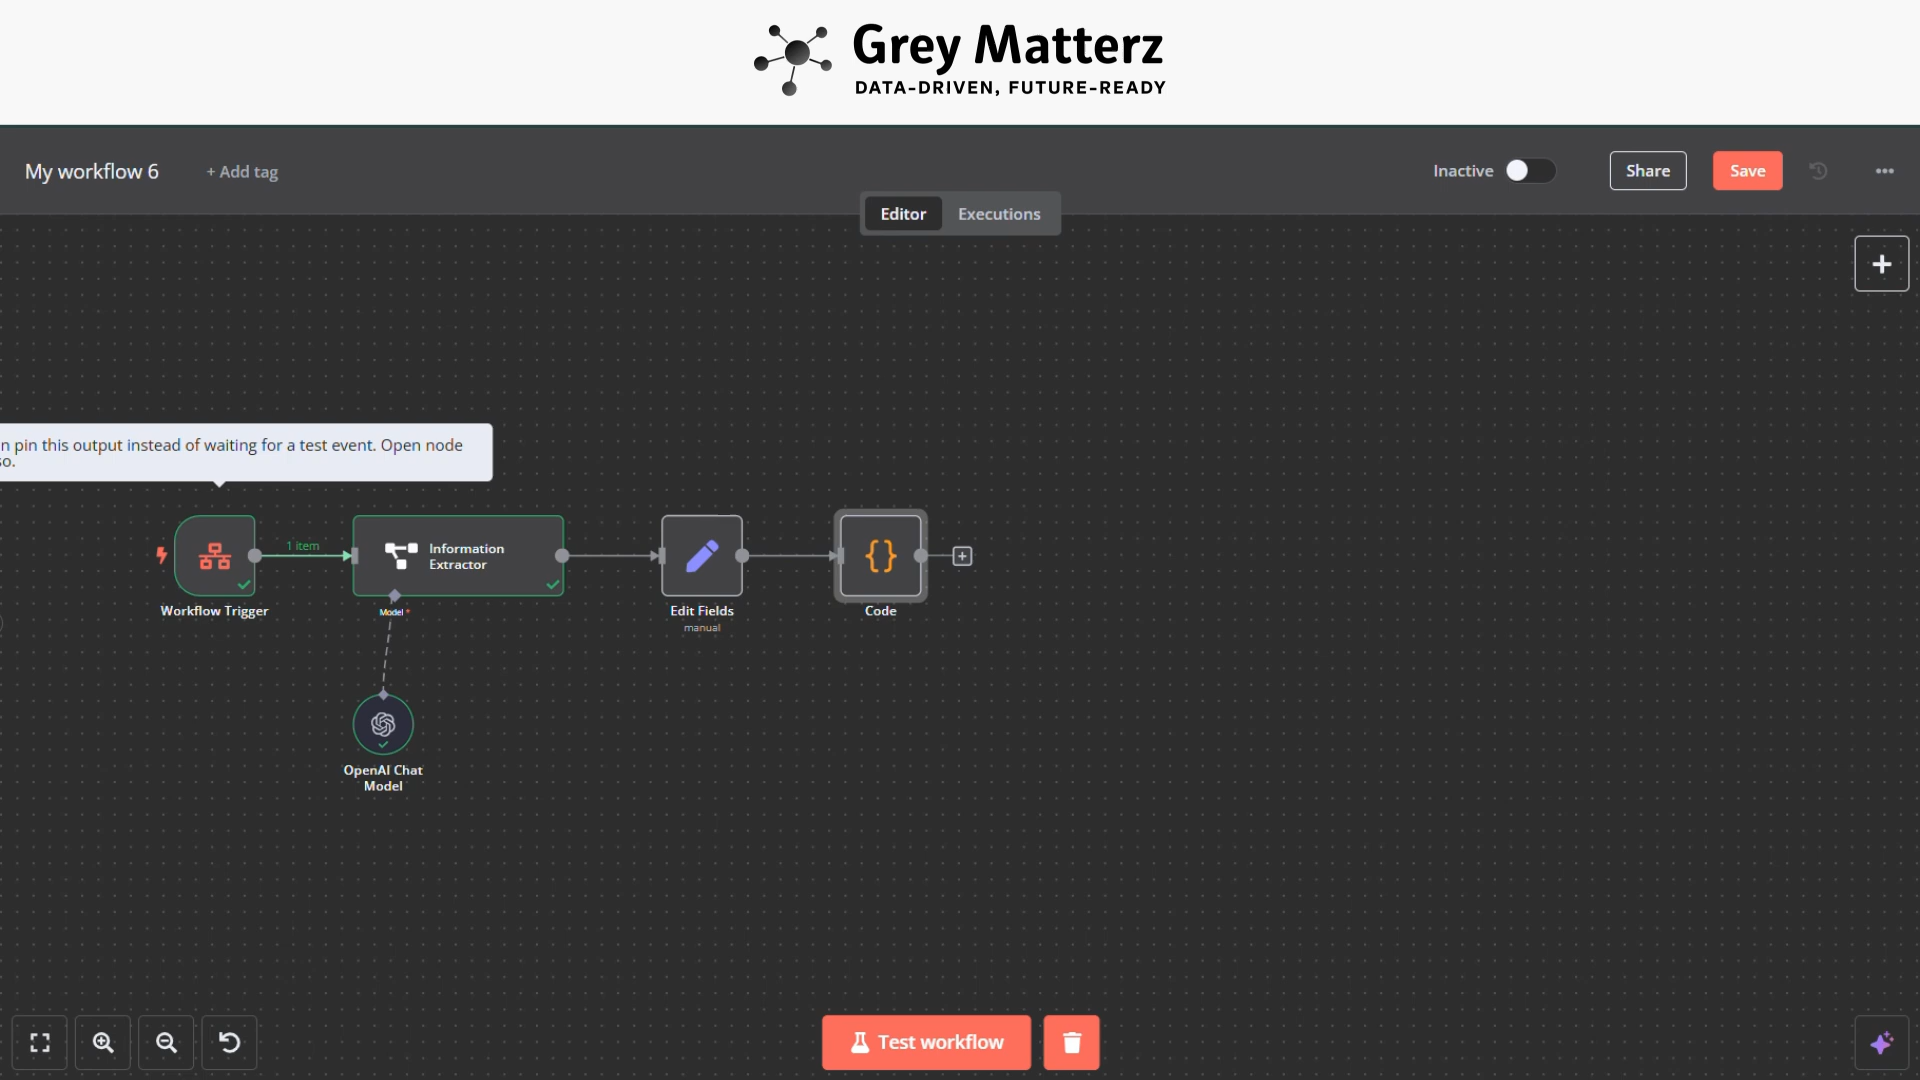 Grey Matterz
DATA-DRIVEN, FUTURE-READY
My workflow 6
+ Add tag
Inactive
Share
Save
Editor
Executions
n pin this output instead of waiting for a test event. Open node
so.
1 item
Information
Extractor
Workflow Trigger
Model *
Edit Fields
manual
Code
OpenAI Chat
Model
Test workflow